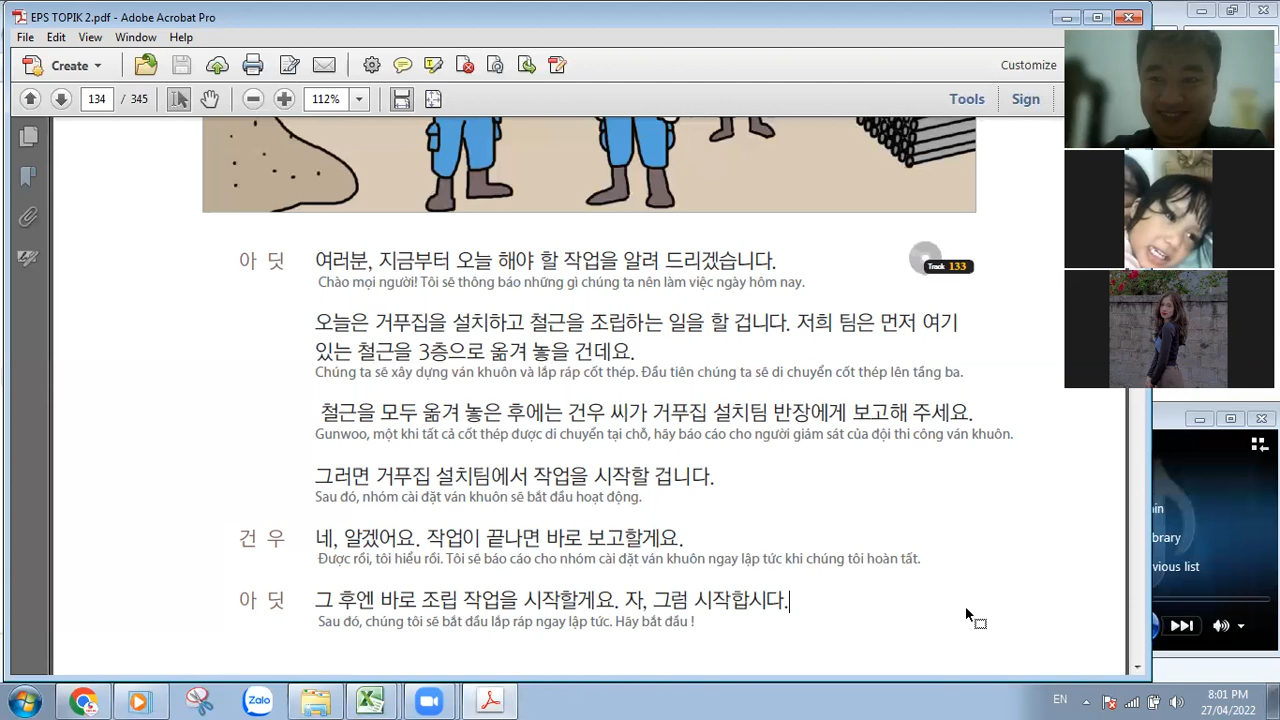 EPS TOPIK 2.pdf - Adobe Acrobat Pro
File Edit View Window Help
Create
Customize
134 / 345
112%
Tools Sign
아 딧 여러분, 지금부터 오늘 해야 할 작업을 알려 드리겠습니다.
Track 133
Chào mọi người! Tôi sẽ thông báo những gì chúng ta nên làm việc ngày hôm nay.
오늘은 거푸집을 설치하고 철근을 조립하는 일을 할 겁니다. 저희 팀은 먼저 여기
있는 철근을 3층으로 옮겨 놓을 건데요.
Chúng ta sẽ xây dựng ván khuôn và lắp ráp cốt thép. Đầu tiên chúng ta sẽ di chuyển cốt thép lên tầng ba.
철근을 모두 옮겨 놓은 후에는 건우 씨가 거푸집 설치팀 반장에게 보고해 주세요.
Gunwoo, một khi tất cả cốt thép được di chuyển tại chỗ, hãy báo cáo cho người giám sát của đội thi công ván khuôn.
그러면 거푸집 설치팀에서 작업을 시작할 겁니다.
Sau đó, nhóm cài đặt ván khuôn sẽ bắt đầu hoạt động.
건 우 네, 알겠어요. 작업이 끝나면 바로 보고할게요.
Được rồi, tôi hiểu rồi. Tôi sẽ báo cáo cho nhóm cài đặt ván khuôn ngay lập tức khi chúng tôi hoàn tất.
아 딧 그 후엔 바로 조립 작업을 시작할게요. 자, 그럼 시작합시다.
Sau đó, chúng tôi sẽ bắt đầu lắp ráp ngay lập tức. Hãy bắt đầu !
ain
brary
vious list
Zalo
EN
8:01 PM
27/04/2022